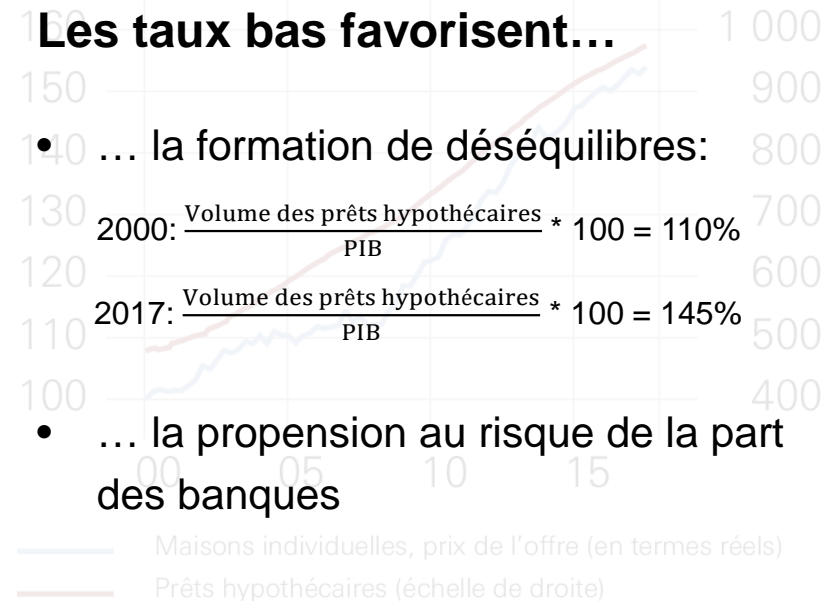 Les taux bas favorisent…
• … la formation de déséquilibres:
2000: Volume des prêts hypothécaires / PIB * 100 = 110%
2017: Volume des prêts hypothécaires / PIB * 100 = 145%
• … la propension au risque de la part
des banques
160 1 000
150 900
140 800
130 700
120 600
110 500
100 400
00 05 10 15
Maisons individuelles, prix de l'offre (en termes réels)
Prêts hypothécaires (échelle de droite)